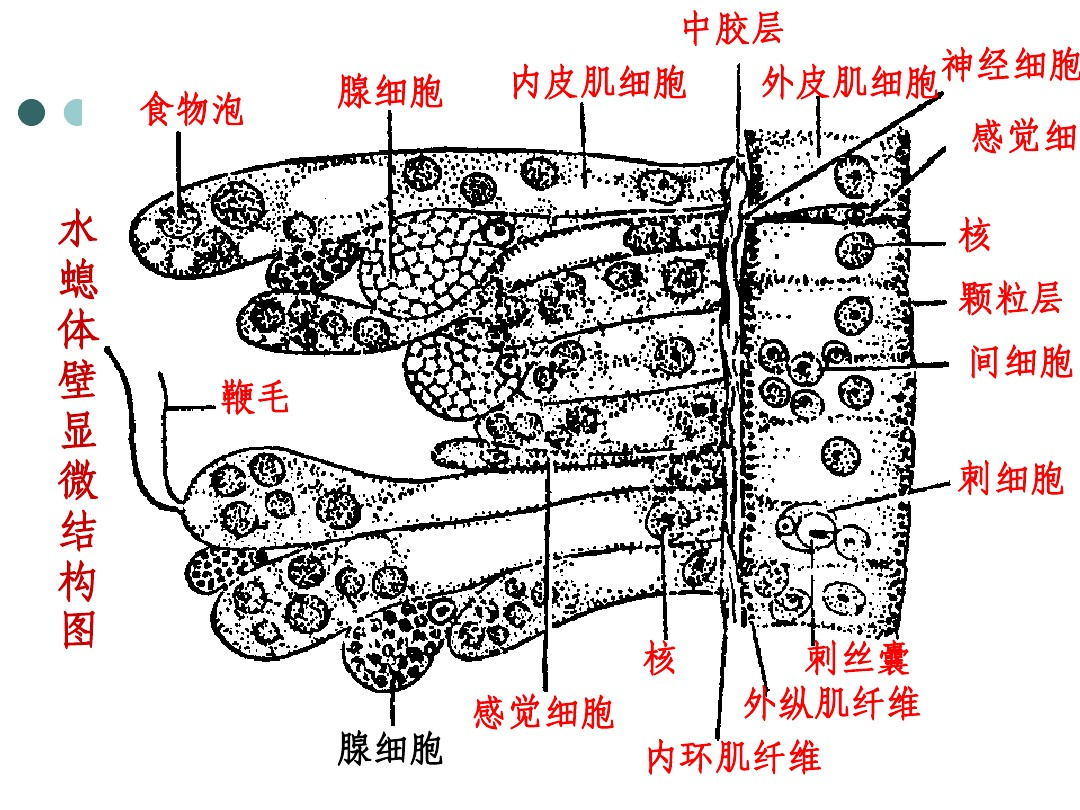 中胶层
神经细胞
外皮肌细胞
内皮肌细胞
腺细胞
食物泡
感觉细
水螅体壁显微结构图
核
颗粒层
间细胞
鞭毛
刺细胞
核
刺丝囊
外纵肌纤维
感觉细胞
腺细胞
内环肌纤维